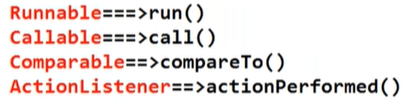 Runnable===>run()
Callable===>call()
Comparable==>compareTo()
ActionListener==>actionPerformed()